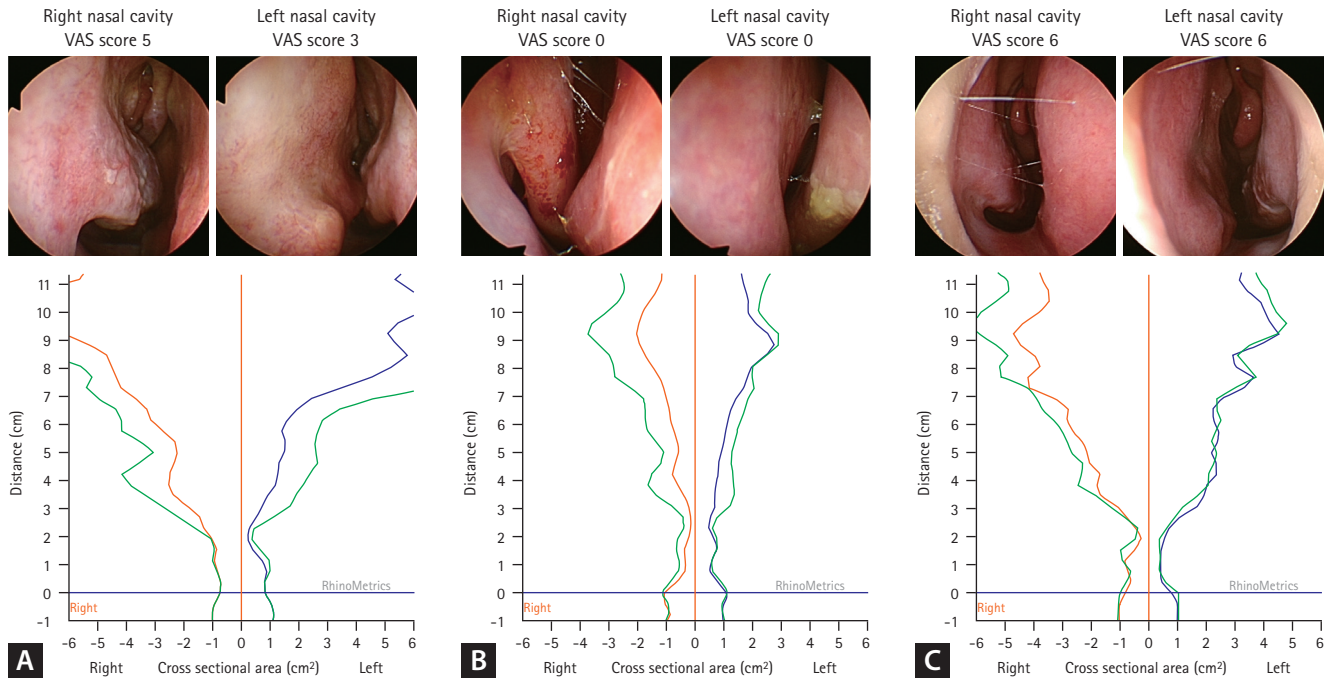 Right nasal cavity
VAS score 5
Left nasal cavity
VAS score 3
Right nasal cavity
VAS score 0
Left nasal cavity
VAS score 0
Right nasal cavity
VAS score 6
Left nasal cavity
VAS score 6
Distance (cm)
11
10
9
8
7
6
5
4
3
2
1
0
-1
RhinoMetrics
Right
-6 -5 -4 -3 -2 -1 0 1 2 3 4 5 6
A
Right Cross sectional area (cm²) Left
Distance (cm)
11
10
9
8
7
6
5
4
3
2
1
0
-1
RhinoMetrics
Right
-6 -5 -4 -3 -2 -1 0 1 2 3 4 5 6
B
Right Cross sectional area (cm²) Left
Distance (cm)
11
10
9
8
7
6
5
4
3
2
1
0
-1
RhinoMetrics
Right
-6 -5 -4 -3 -2 -1 0 1 2 3 4 5 6
C
Right Cross sectional area (cm²) Left